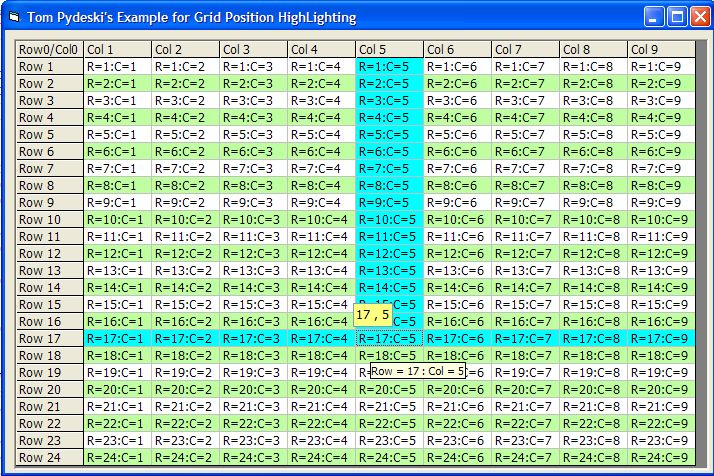 Tom Pydeski's Example for Grid Position HighLighting
Row0/Col0 Col 1 Col 2 Col 3 Col 4 Col 5 Col 6 Col 7 Col 8 Col 9
Row 1 R=1:C=1 R=1:C=2 R=1:C=3 R=1:C=4 R=1:C=5 R=1:C=6 R=1:C=7 R=1:C=8 R=1:C=9
Row 2 R=2:C=1 R=2:C=2 R=2:C=3 R=2:C=4 R=2:C=5 R=2:C=6 R=2:C=7 R=2:C=8 R=2:C=9
Row 3 R=3:C=1 R=3:C=2 R=3:C=3 R=3:C=4 R=3:C=5 R=3:C=6 R=3:C=7 R=3:C=8 R=3:C=9
Row 4 R=4:C=1 R=4:C=2 R=4:C=3 R=4:C=4 R=4:C=5 R=4:C=6 R=4:C=7 R=4:C=8 R=4:C=9
Row 5 R=5:C=1 R=5:C=2 R=5:C=3 R=5:C=4 R=5:C=5 R=5:C=6 R=5:C=7 R=5:C=8 R=5:C=9
Row 6 R=6:C=1 R=6:C=2 R=6:C=3 R=6:C=4 R=6:C=5 R=6:C=6 R=6:C=7 R=6:C=8 R=6:C=9
Row 7 R=7:C=1 R=7:C=2 R=7:C=3 R=7:C=4 R=7:C=5 R=7:C=6 R=7:C=7 R=7:C=8 R=7:C=9
Row 8 R=8:C=1 R=8:C=2 R=8:C=3 R=8:C=4 R=8:C=5 R=8:C=6 R=8:C=7 R=8:C=8 R=8:C=9
Row 9 R=9:C=1 R=9:C=2 R=9:C=3 R=9:C=4 R=9:C=5 R=9:C=6 R=9:C=7 R=9:C=8 R=9:C=9
Row 10 R=10:C=1 R=10:C=2 R=10:C=3 R=10:C=4 R=10:C=5 R=10:C=6 R=10:C=7 R=10:C=8 R=10:C=9
Row 11 R=11:C=1 R=11:C=2 R=11:C=3 R=11:C=4 R=11:C=5 R=11:C=6 R=11:C=7 R=11:C=8 R=11:C=9
Row 12 R=12:C=1 R=12:C=2 R=12:C=3 R=12:C=4 R=12:C=5 R=12:C=6 R=12:C=7 R=12:C=8 R=12:C=9
Row 13 R=13:C=1 R=13:C=2 R=13:C=3 R=13:C=4 R=13:C=5 R=13:C=6 R=13:C=7 R=13:C=8 R=13:C=9
Row 14 R=14:C=1 R=14:C=2 R=14:C=3 R=14:C=4 R=14:C=5 R=14:C=6 R=14:C=7 R=14:C=8 R=14:C=9
Row 15 R=15:C=1 R=15:C=2 R=15:C=3 R=15:C=4 R=15:C=5 R=15:C=6 R=15:C=7 R=15:C=8 R=15:C=9
17 , 5
Row 16 R=16:C=1 R=16:C=2 R=16:C=3 R=16:C=4 C=5 R=16:C=6 R=16:C=7 R=16:C=8 R=16:C=9
Row 17 R=17:C=1 R=17:C=2 R=17:C=3 R=17:C=4 R=17:C=5 R=17:C=6 R=17:C=7 R=17:C=8 R=17:C=9
Row 18 R=18:C=1 R=18:C=2 R=18:C=3 R=18:C=4 R=18:C=5 R=18:C=6 R=18:C=7 R=18:C=8 R=18:C=9
Row 19 R=19:C=1 R=19:C=2 R=19:C=3 R=19:C=4 Row = 17 : Col = 5 =6 R=19:C=7 R=19:C=8 R=19:C=9
Row 20 R=20:C=1 R=20:C=2 R=20:C=3 R=20:C=4 R=20:C=5 R=20:C=6 R=20:C=7 R=20:C=8 R=20:C=9
Row 21 R=21:C=1 R=21:C=2 R=21:C=3 R=21:C=4 R=21:C=5 R=21:C=6 R=21:C=7 R=21:C=8 R=21:C=9
Row 22 R=22:C=1 R=22:C=2 R=22:C=3 R=22:C=4 R=22:C=5 R=22:C=6 R=22:C=7 R=22:C=8 R=22:C=9
Row 23 R=23:C=1 R=23:C=2 R=23:C=3 R=23:C=4 R=23:C=5 R=23:C=6 R=23:C=7 R=23:C=8 R=23:C=9
Row 24 R=24:C=1 R=24:C=2 R=24:C=3 R=24:C=4 R=24:C=5 R=24:C=6 R=24:C=7 R=24:C=8 R=24:C=9